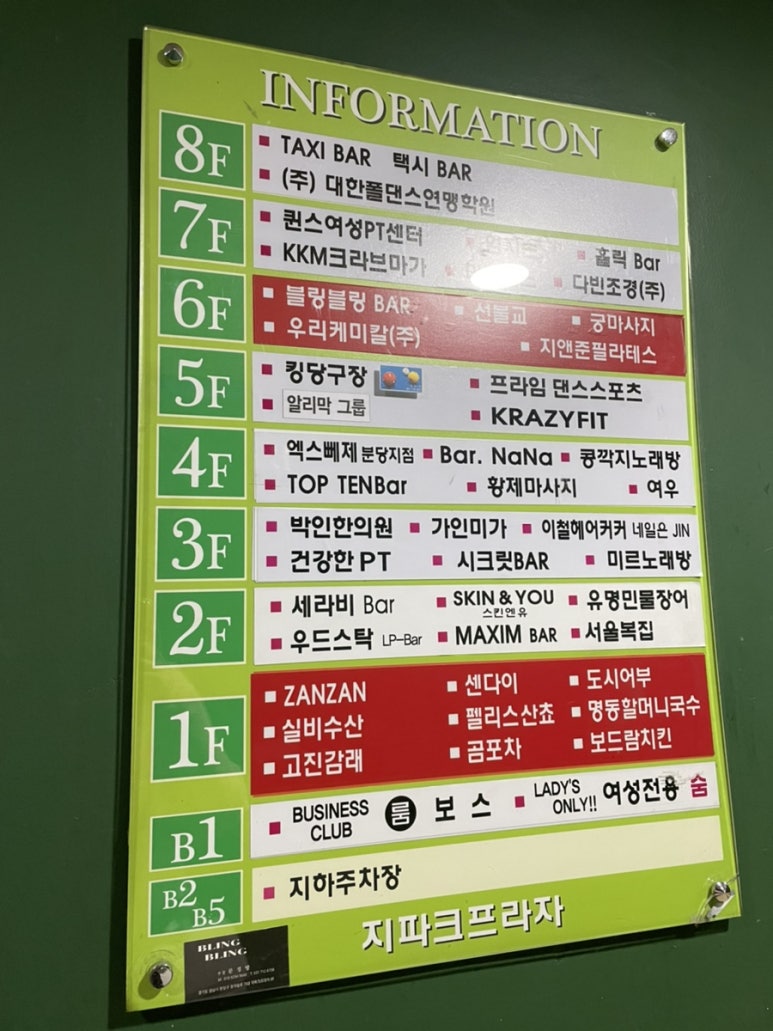 INFORMATION
8F
TAXI BAR 택시 BAR
(주) 대한폴댄스연맹학원
7F
퀸스여성PT센터 홀릭 Bar
KKM크라브마가 다빈조경(주)
6F
블링블링 BAR 선불교 궁마사지
우리케미칼(주) 지앤준필라테스
5F
킹당구장 프라임 댄스스포츠
알리막 그룹 KRAZYFIT
4F
엑스뻬제 분당지점 Bar. NaNa 콩깍지노래방
TOP TENBar 황제마사지 여우
3F
박인한의원 가인미가 이철헤어커커 네일은 JIN
건강한 PT 시크릿BAR 미르노래방
2F
세라비 Bar SKIN & YOU 스킨엔유 유명민물장어
우드스탁 LP-Bar MAXIM BAR 서울복집
1F
ZANZAN 센다이 도시어부
실비수산 펠리스산쵸 명동할머니국수
고진감래 곰포차 보드람치킨
B1
BUSINESS CLUB 룸 보스 LADY'S ONLY!! 여성전용 숨
B2 B5
지하주차장
지파크프라자
BLING
BLING